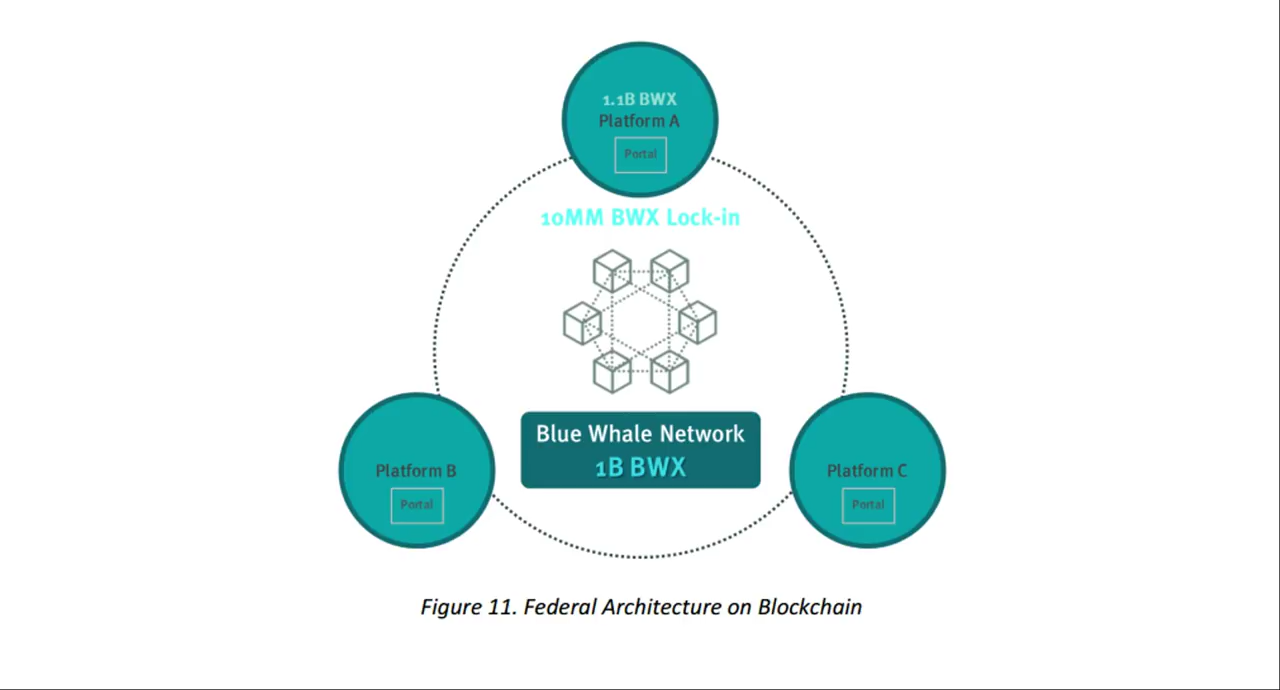 1.1B BWX
Platform A
Portal
10MM BWX Lock-in
Blue Whale Network
1B BWX
Platform B
Portal
Platform C
Portal
Figure 11. Federal Architecture on Blockchain